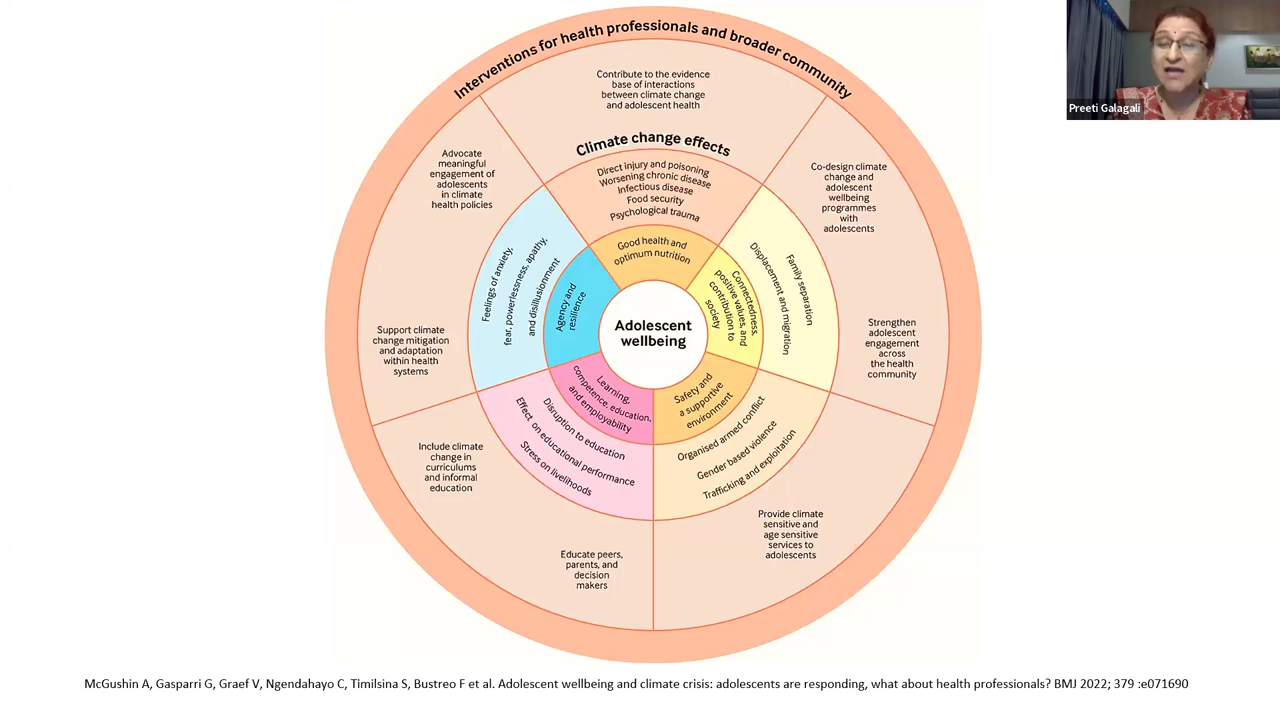 Interventions for health professionals and broader community
Contribute to the evidence
base of interactions
between climate change
and adolescent health
Climate change effects
Direct injury and poisoning
Worsening chronic disease
Infectious disease
Food security
Psychological trauma
Good health and
optimum nutrition
Advocate
meaningful
engagement of
adolescents
in climate
health policies
Support climate
change mitigation
and adaptation
within health
systems
Feelings of anxiety,
fear, powerlessness, apathy,
and disillusionment
Agency and
resilience
Adolescent
wellbeing
Connectedness,
positive values, and
contribution to
society
Family separation
Displacement and migration
Co-design climate
change and
adolescent
wellbeing
programmes
with
adolescents
Strengthen
adolescent
engagement
across
the health
community
Learning,
competence, education,
and employability
Disruption to education
Effect on educational performance
Stress on livelihoods
Safety and
a supportive
environment
Organised armed conflict
Gender based violence
Trafficking and exploitation
Include climate
change in
curriculums
and informal
education
Educate peers,
parents, and
decision
makers
Provide climate
sensitive and
age sensitive
services to
adolescents
McGushin A, Gasparri G, Graef V, Ngendahayo C, Timilsina S, Bustreo F et al. Adolescent wellbeing and climate crisis: adolescents are responding, what about health professionals? BMJ 2022; 379 :e071690
Preeti Galagali